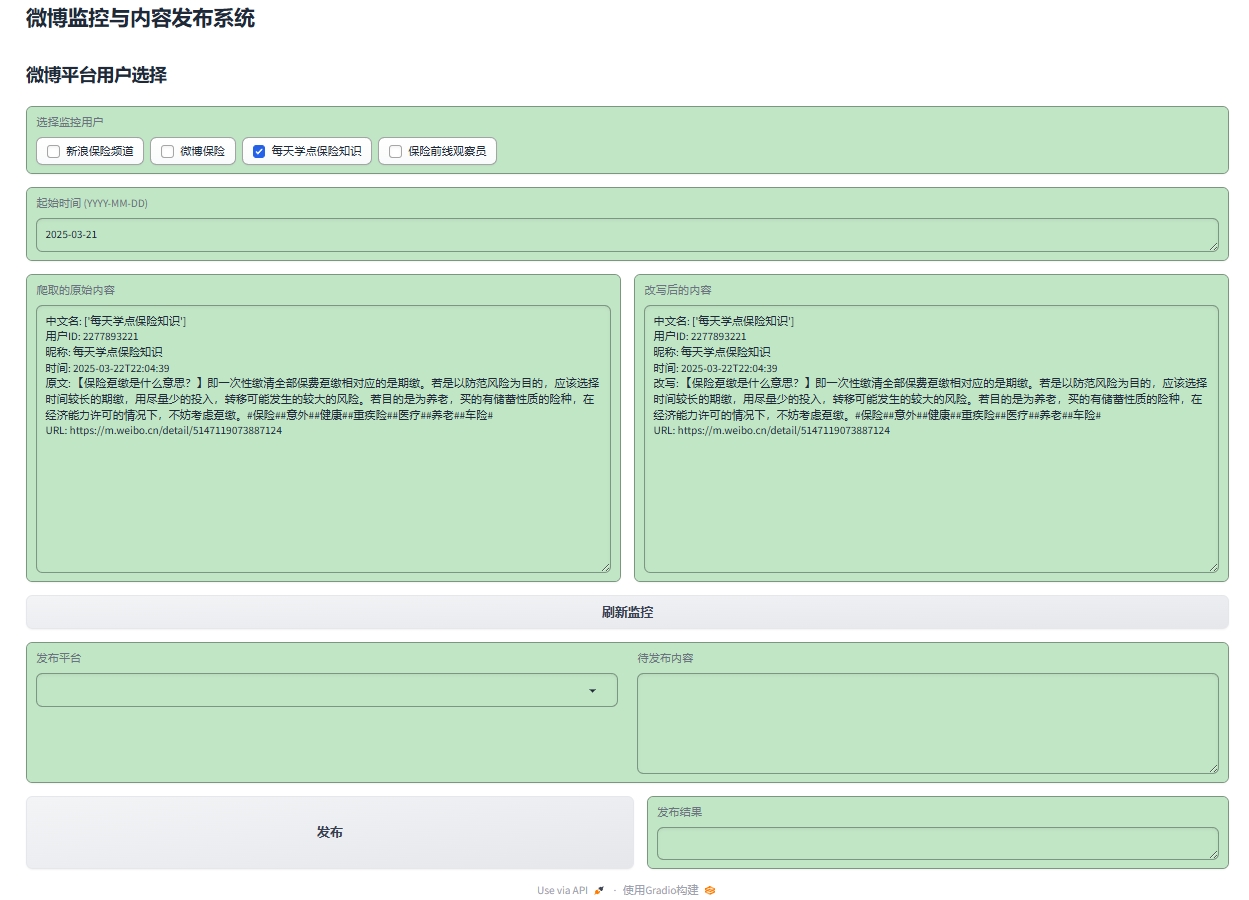 微博监控与内容发布系统
微博平台用户选择
选择监控用户
新浪保险频道 微博保险 每天学点保险知识 保险前线观察员
起始时间 (YYYY-MM-DD)
2025-03-21
爬取的原始内容
中文名: ['每天学点保险知识']
用户ID: 2277893221
昵称: 每天学点保险知识
时间: 2025-03-22T22:04:39
原文: 【保险趸缴是什么意思？】即一次性缴清全部保费趸缴相对应的是期缴。若是以防范风险为目的，应该选择
时间较长的期缴，用尽量少的投入，转移可能发生的较大的风险。若目的是为养老，买的有储蓄性质的险种，在
经济能力许可的情况下，不妨考虑趸缴。#保险##意外##健康##重疾险##医疗##养老##车险#
URL: https://m.weibo.cn/detail/5147119073887124
改写后的内容
中文名: ['每天学点保险知识']
用户ID: 2277893221
昵称: 每天学点保险知识
时间: 2025-03-22T22:04:39
改写: 【保险趸缴是什么意思？】即一次性缴清全部保费趸缴相对应的是期缴。若是以防范风险为目的，应该选择
时间较长的期缴，用尽量少的投入，转移可能发生的较大的风险。若目的是为养老，买的有储蓄性质的险种，在
经济能力许可的情况下，不妨考虑趸缴。#保险##意外##健康##重疾险##医疗##养老##车险#
URL: https://m.weibo.cn/detail/5147119073887124
刷新监控
发布平台
待发布内容
发布
发布结果
Use via API · 使用Gradio构建